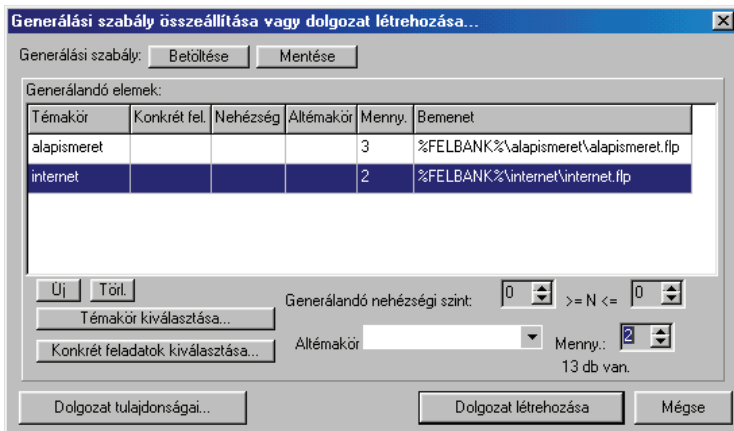 Generálási szabály összeállítása vagy dolgozat létrehozása...
Generálási szabály: Betöltése Mentése
Generálandó elemek:
Témakör Konkrét fel. Nehézség Altémakör Menny. Bemenet
alapismeret 3 %FELBANK%\alapismeret\alapismeret.flp
internet 2 %FELBANK%\internet\internet.flp
Új Törl.
Generálandó nehézségi szint: 0 >= N <= 0
Témakör kiválasztása...
Altémakör Menny.: 2
Konkrét feladatok kiválasztása...
13 db van.
Dolgozat tulajdonságai... Dolgozat létrehozása Mégse